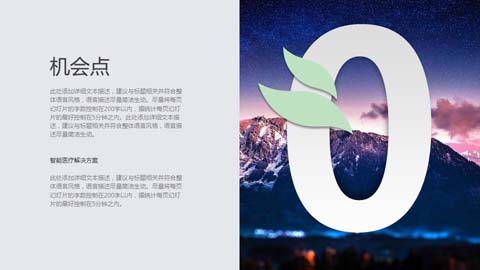 机会点
此处添加详细文本描述，建议与标题相关并符合整
体语言风格，语言描述尽量简洁生动。尽量将每页
幻灯片的字数控制在200字以内，据统计每页幻灯
片的最好控制在5分钟之内。此处添加详细文本描
述，建议与标题相关并符合整体语言风格，语言描
述尽量简洁生动。
智能医疗解决方案
此处添加详细文本描述，建议与标题相关并符合整
体语言风格，语言描述尽量简洁生动。尽量将每页
幻灯片的字数控制在200字以内，据统计每页幻灯
片的最好控制在5分钟之内。
0